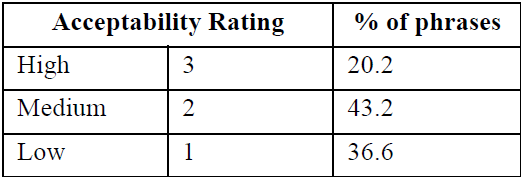 Acceptability Rating % of phrases
High 3 20.2
Medium 2 43.2
Low 1 36.6